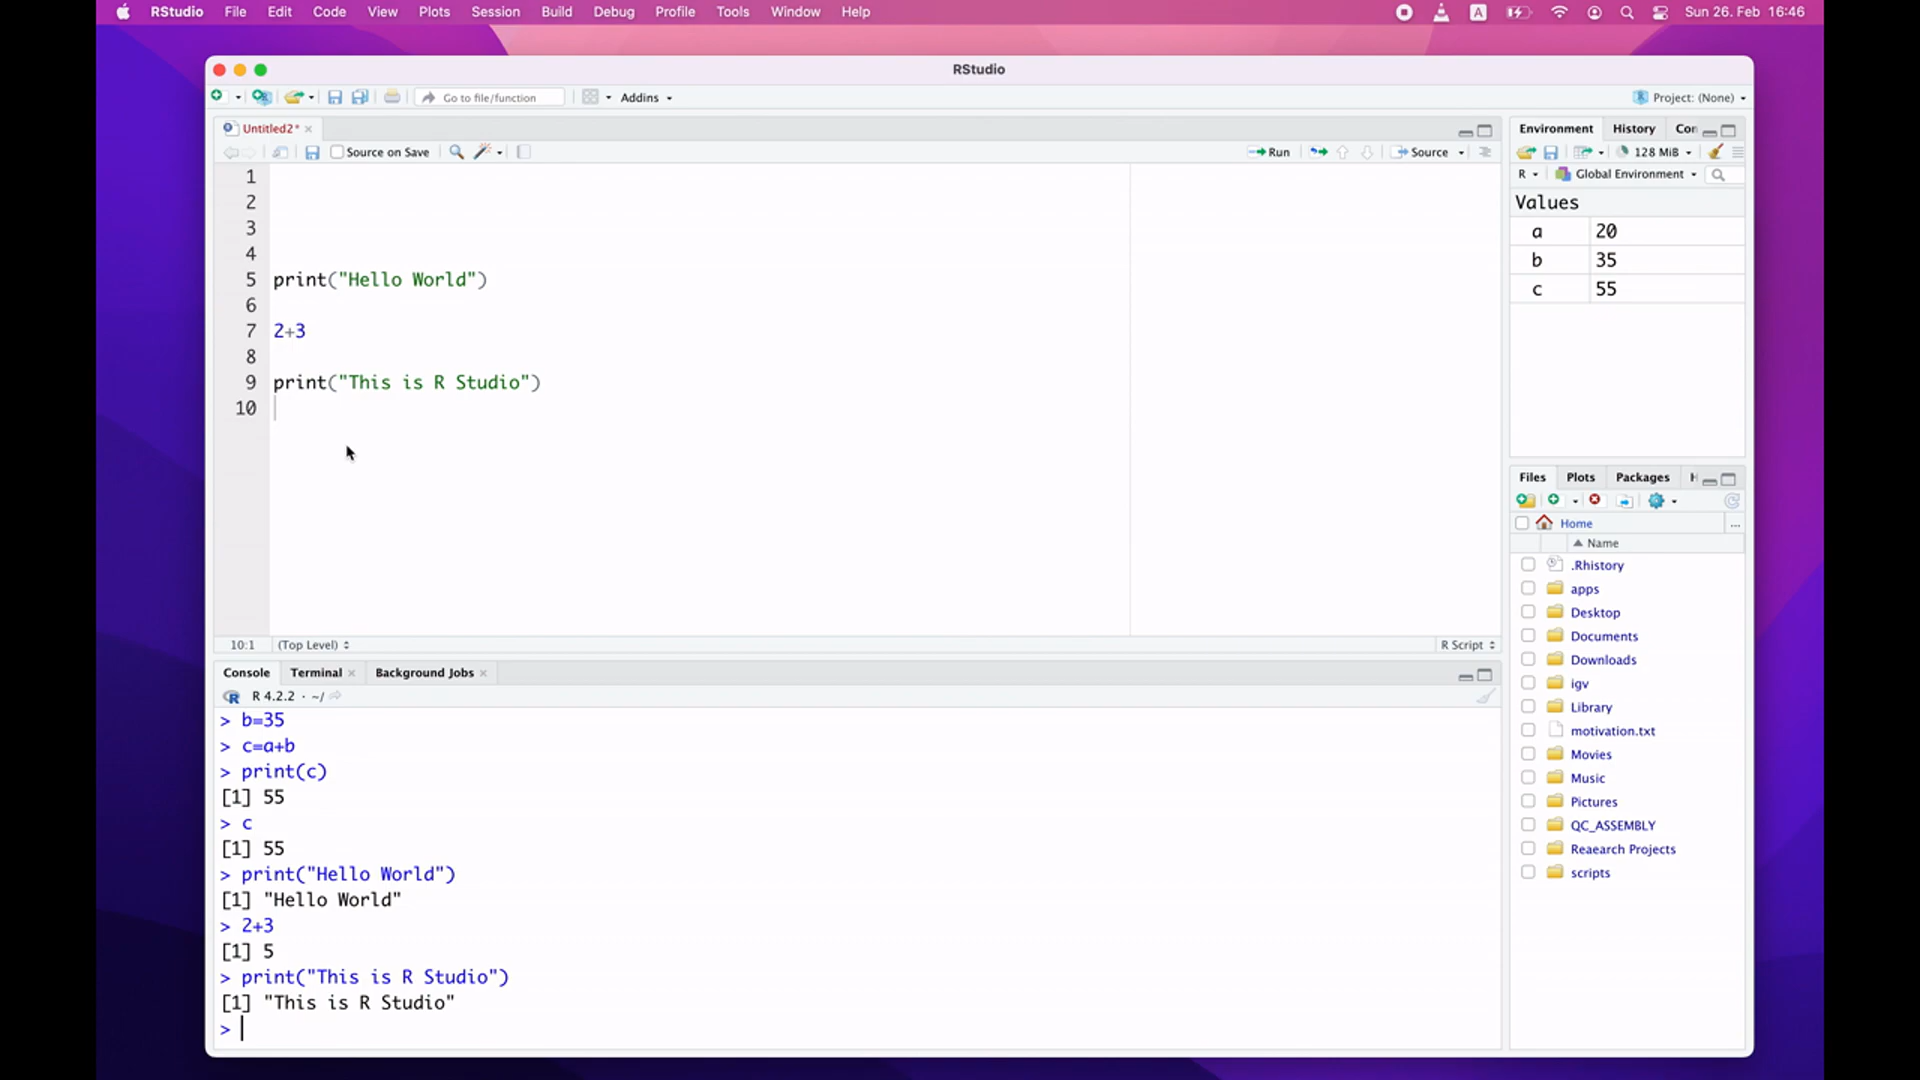 RStudio File Edit Code View Plots Session Build Debug Profile Tools Window Help A Sun 26. Feb 16:46
RStudio
Go to file/function Addins Project: (None)
Untitled2*
Source on Save Run Source
1
2
3
4
5 print("Hello World")
6
7 2+3
8
9 print("This is R Studio")
10
10:1 (Top Level) R Script
Console Terminal Background Jobs
R 4.2.2 · ~/
> b=35
> c=a+b
> print(c)
[1] 55
> c
[1] 55
> print("Hello World")
[1] "Hello World"
> 2+3
[1] 5
> print("This is R Studio")
[1] "This is R Studio"
>
Environment History Con
128 MiB
R Global Environment
Values
a 20
b 35
c 55
Files Plots Packages H
Home ...
Name
.Rhistory
apps
Desktop
Documents
Downloads
igv
Library
motivation.txt
Movies
Music
Pictures
QC_ASSEMBLY
Reaearch Projects
scripts